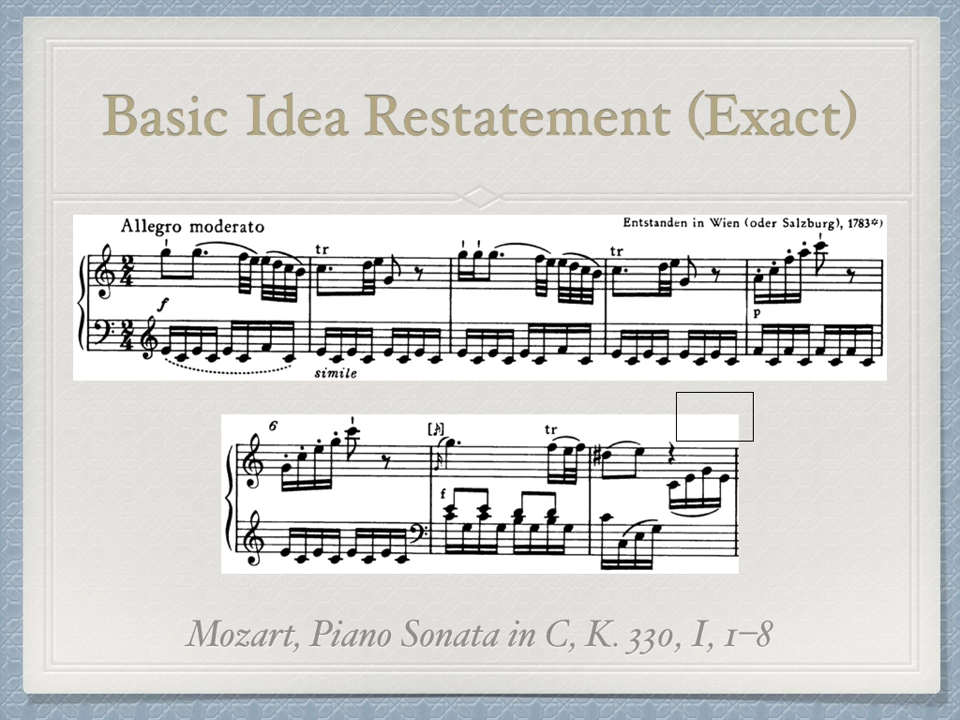 Basic Idea Restatement (Exact)
Allegro moderato
Entstanden in Wien (oder Salzburg), 1783*)
tr
tr
f
p
simile
6
tr
f
Mozart, Piano Sonata in C, K. 330, I, 1–8